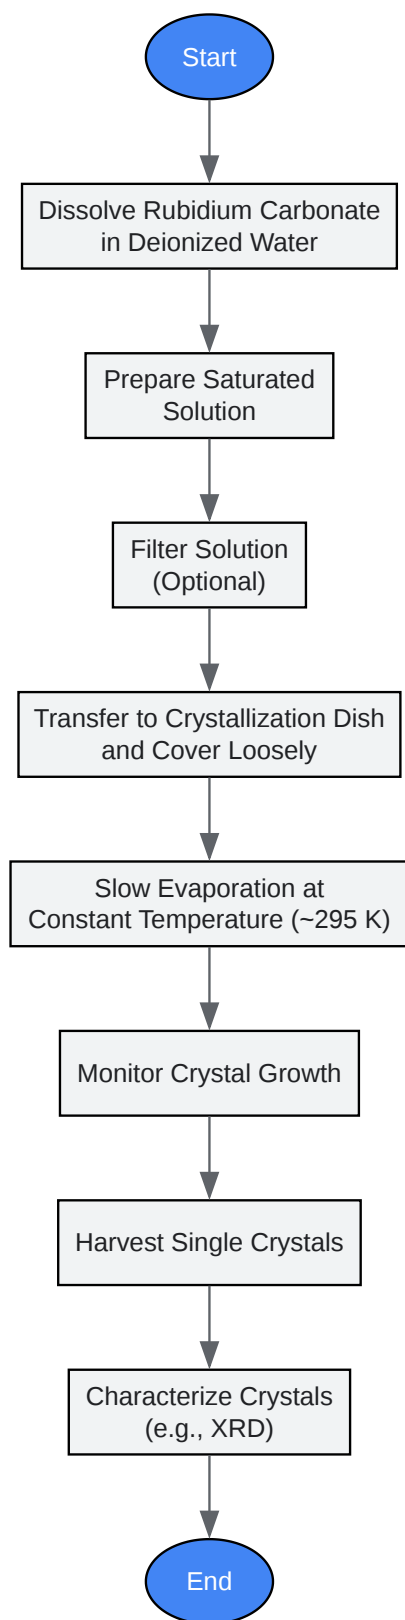 Start
Dissolve Rubidium Carbonate
in Deionized Water
Prepare Saturated
Solution
Filter Solution
(Optional)
Transfer to Crystallization Dish
and Cover Loosely
Slow Evaporation at
Constant Temperature (~295 K)
Monitor Crystal Growth
Harvest Single Crystals
Characterize Crystals
(e.g., XRD)
End